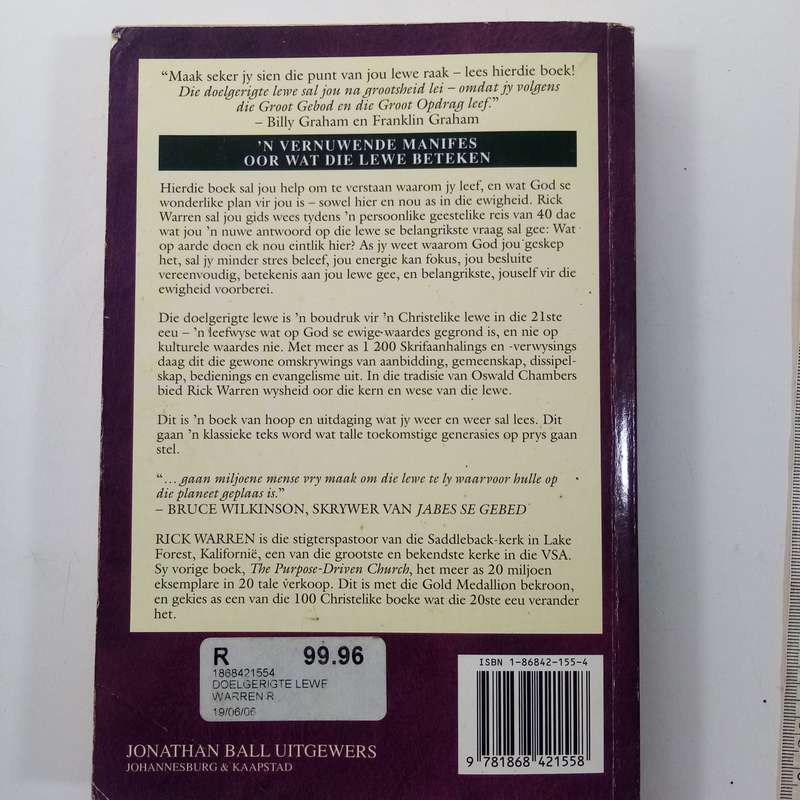 “Maak seker jy sien die punt van jou lewe raak – lees hierdie boek!
Die doelgerigte lewe sal jou na grootsheid lei – omdat jy volgens
die Groot Gebod en die Groot Opdrag leef.”
– Billy Graham en Franklin Graham
’N VERNUWENDE MANIFES
OOR WAT DIE LEWE BETEKEN
Hierdie boek sal jou help om te verstaan waarom jy leef, en wat God se
wonderlike plan vir jou is – sowel hier en nou as in die ewigheid. Rick
Warren sal jou gids wees tydens ’n persoonlike geestelike reis van 40 dae
wat jou ’n nuwe antwoord op die lewe se belangrikste vraag sal gee: Wat
op aarde doen ek nou eintlik hier? As jy weet waarom God jou geskep
het, sal jy minder stres beleef, jou energie kan fokus, jou besluite
vereenvoudig, betekenis aan jou lewe gee, en belangrikste, jouself vir die
ewigheid voorberei.
Die doelgerigte lewe is ’n boudruk vir ’n Christelike lewe in die 21ste
eeu – ’n leefwyse wat op God se ewige-waardes gegrond is, en nie op
kulturele waardes nie. Met meer as 1 200 Skrifaanhalings en -verwysings
daag dit die gewone omskrywings van aanbidding, gemeenskap, dissipel-
skap, bedienings en evangelisme uit. In die tradisie van Oswald Chambers
bied Rick Warren wysheid oor die kern en wese van die lewe.
Dit is ’n boek van hoop en uitdaging wat jy weer en weer sal lees. Dit
gaan ’n klassieke teks word wat talle toekomstige generasies op prys gaan
stel.
“… gaan miljoene mense vry maak om die lewe te ly waarvoor hulle op
die planeet geplaas is.”
– BRUCE WILKINSON, SKRYWER VAN JABES SE GEBED
RICK WARREN is die stigterspastoor van die Saddleback-kerk in Lake
Forest, Kalifornië, een van die grootste en bekendste kerke in die VSA.
Sy vorige boek, The Purpose-Driven Church, het meer as 20 miljoen
eksemplare in 20 tale verkoop. Dit is met die Gold Medallion bekroon,
en gekies as een van die 100 Christelike boeke wat die 20ste eeu verander
het.
R 99.96
1868421554
DOELGERIGTE LEWE
WARREN R
19/06/06
ISBN 1-86842-155-4
9 781868 421558
JONATHAN BALL UITGEWERS
JOHANNESBURG & KAAPSTAD